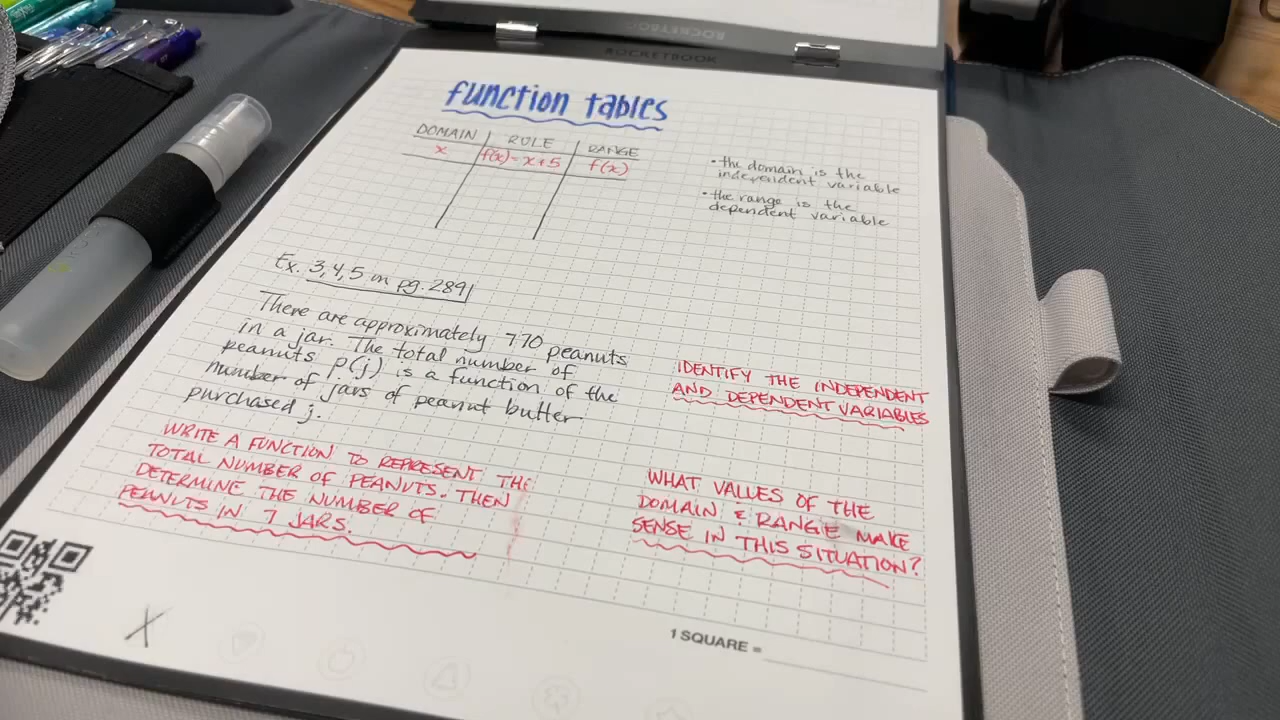 ROCKETBOOK
ROCKETBOOK
function tables
DOMAIN RULE RANGE
x f(x)=x+5 f(x)
• the domain is the
independent variable
• the range is the
dependent variable
Ex. 3,4,5 on pg. 289
There are approximately 770 peanuts
in a jar. The total number of
peanuts P(j) is a function of the
number of jars of peanut butter
purchased j.
IDENTIFY THE INDEPENDENT
AND DEPENDENT VARIABLES
WRITE A FUNCTION TO REPRESENT THE
TOTAL NUMBER OF PEANUTS. THEN
DETERMINE THE NUMBER OF
PEANUTS IN 7 JARS.
WHAT VALUES OF THE
DOMAIN & RANGE MAKE
SENSE IN THIS SITUATION?
X
1 SQUARE =